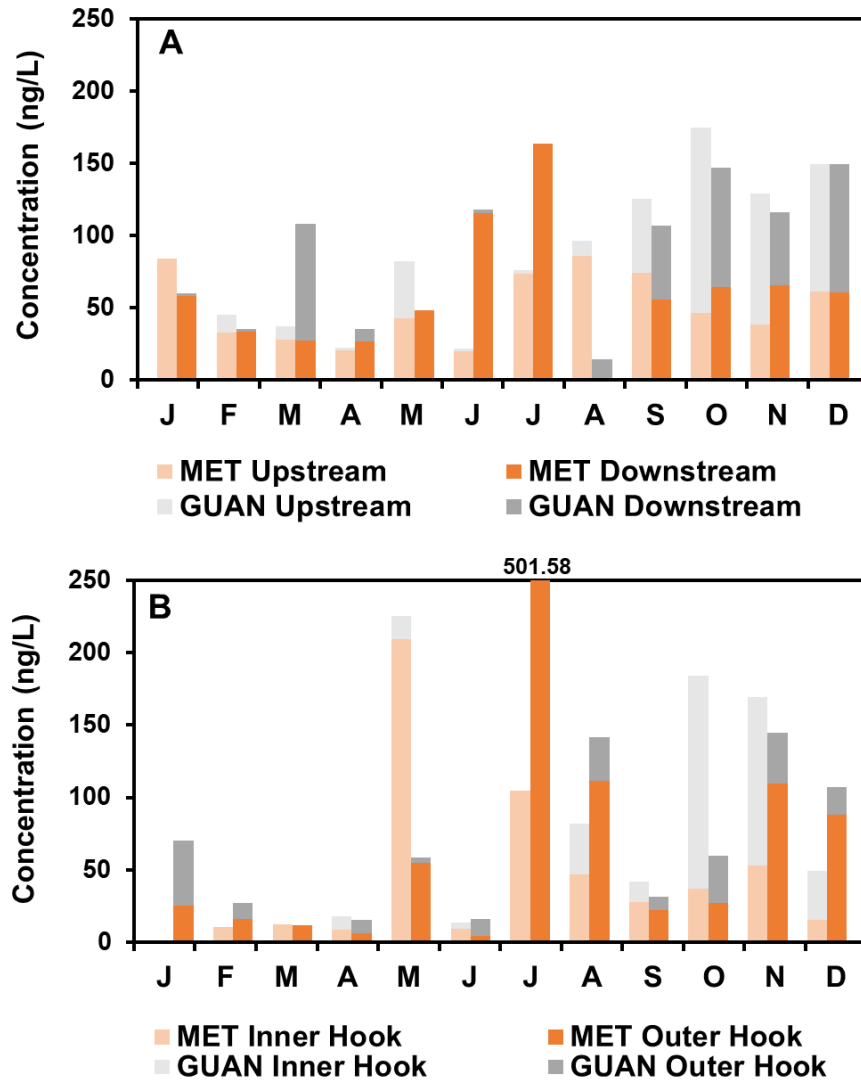 A
Concentration (ng/L)
250
200
150
100
50
0
J F M A M J J A S O N D
MET Upstream MET Downstream
GUAN Upstream GUAN Downstream
501.58
B
Concentration (ng/L)
250
200
150
100
50
0
J F M A M J J A S O N D
MET Inner Hook MET Outer Hook
GUAN Inner Hook GUAN Outer Hook